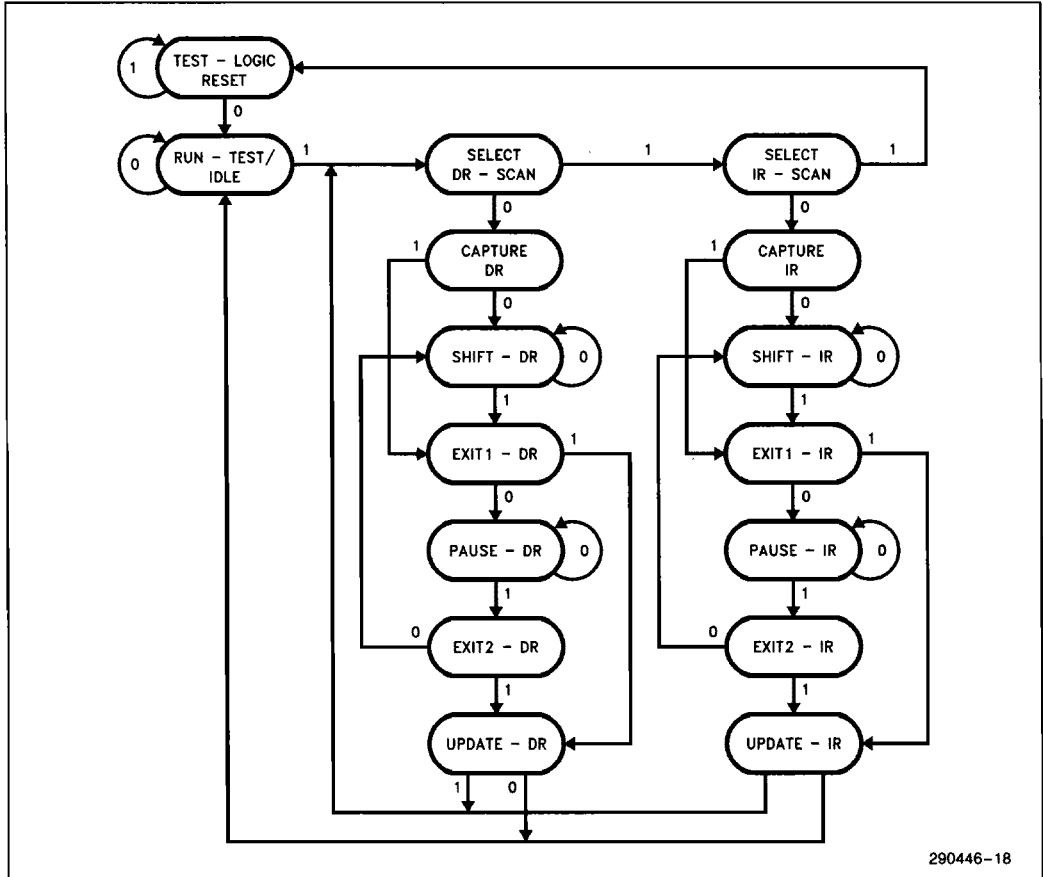 TEST - LOGIC
RESET
1
0
RUN - TEST/
IDLE
0
1
SELECT
DR - SCAN
1
SELECT
IR - SCAN
1
0
0
CAPTURE
DR
1
CAPTURE
IR
1
0
0
SHIFT - DR
0
SHIFT - IR
0
1
1
EXIT1 - DR
1
EXIT1 - IR
1
0
0
PAUSE - DR
0
PAUSE - IR
0
1
1
0
EXIT2 - DR
0
EXIT2 - IR
1
1
UPDATE - DR
UPDATE - IR
1
0
290446-18